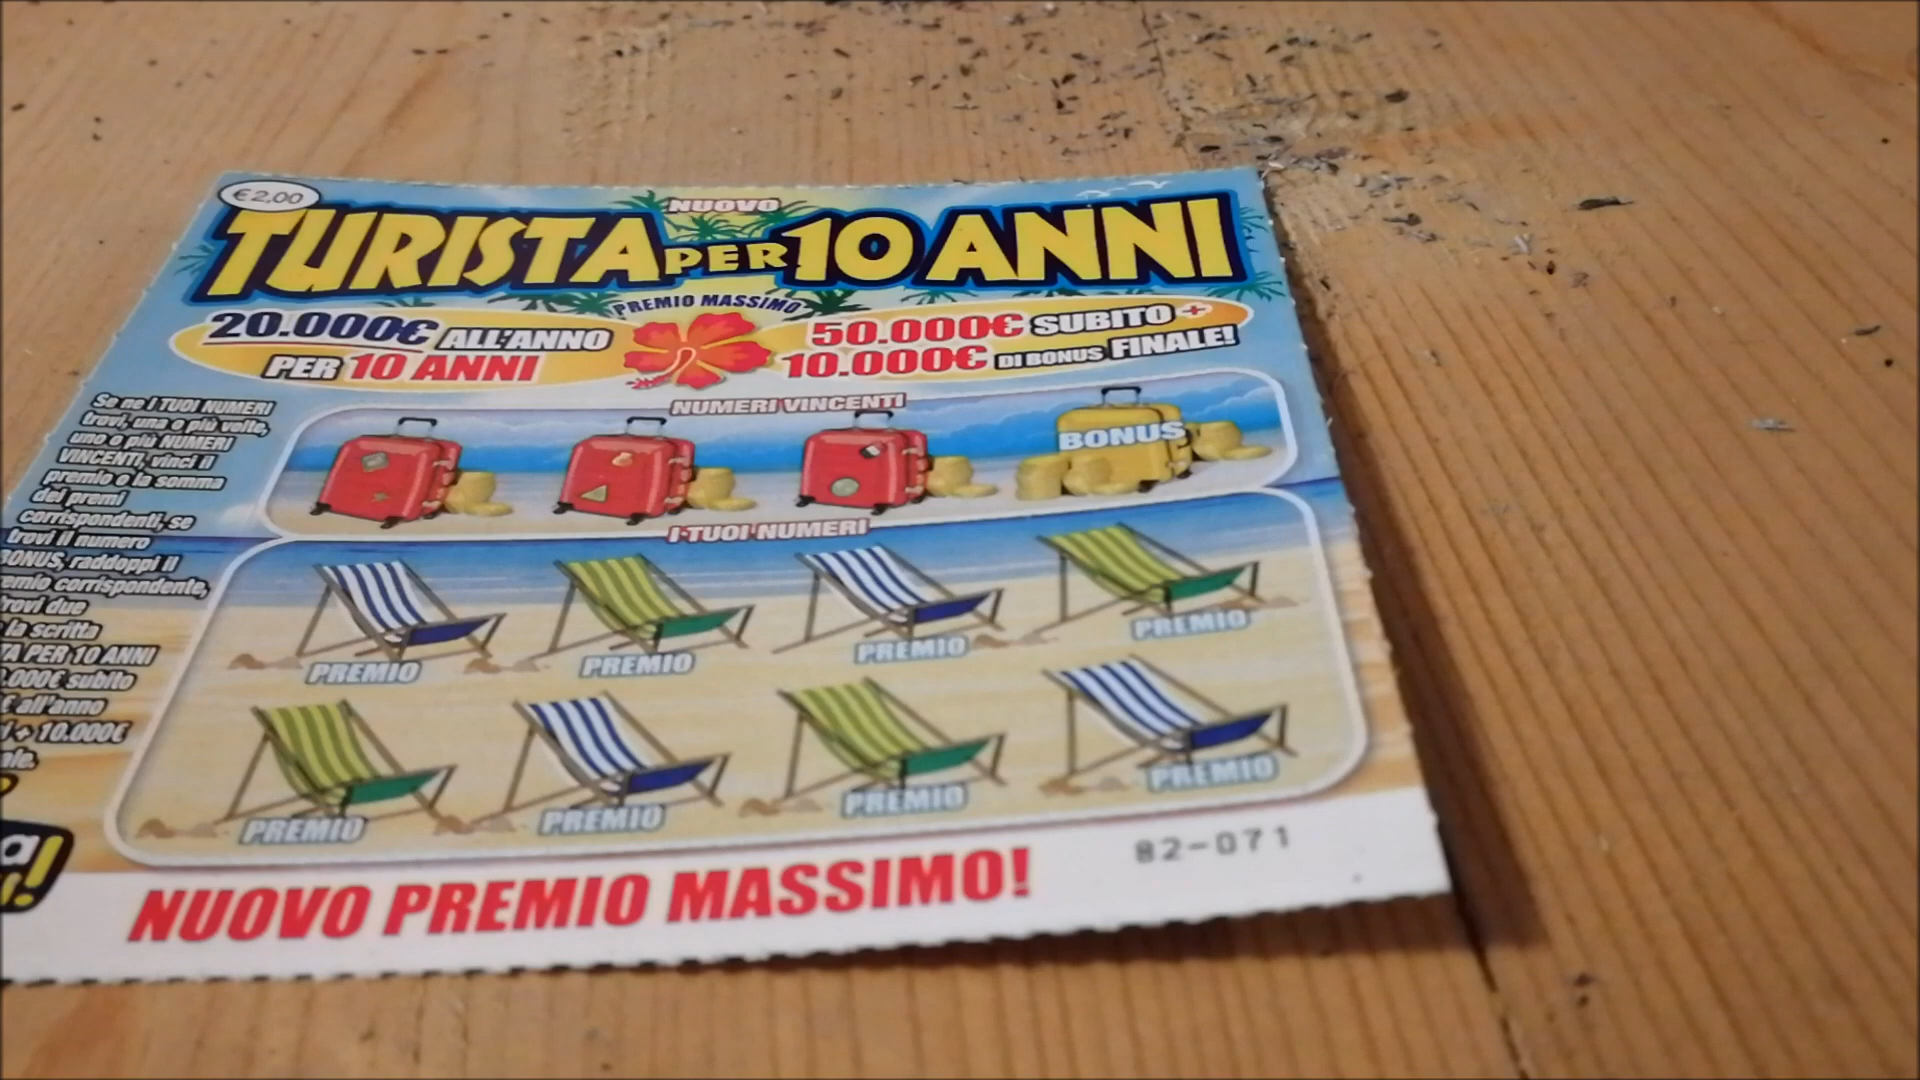 €2,00
NUOVO
TURISTA PER 10 ANNI
PREMIO MASSIMO
20.000€ ALL'ANNO
PER 10 ANNI
50.000€ SUBITO +
10.000€ DI BONUS FINALE!
Se ne I TUOI NUMERI
trovi, una o più volte,
uno o più NUMERI
VINCENTI, vinci il
premio o la somma
dei premi
corrispondenti, se
trovi il numero
BONUS, raddoppi il
corrispondente,
due
la scritta
PER 10 ANNI
subito
€ all'anno
+ 10.000€
NUMERI VINCENTI
BONUS
I TUOI NUMERI
PREMIO PREMIO PREMIO PREMIO
PREMIO PREMIO PREMIO PREMIO
82-071
NUOVO PREMIO MASSIMO!